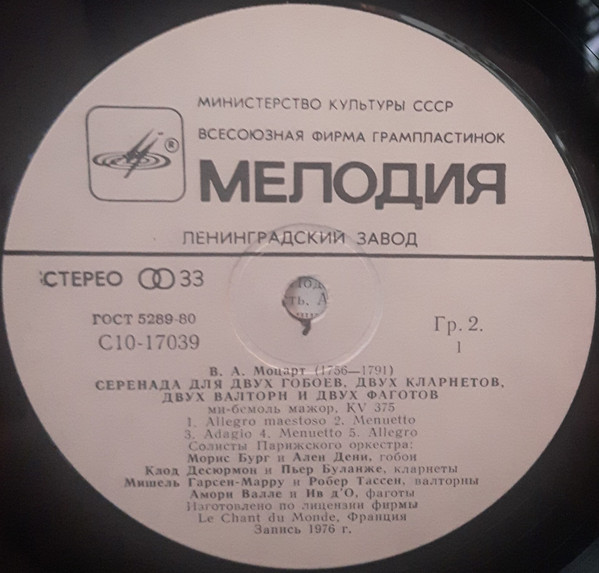 МИНИСТЕРСТВО КУЛЬТУРЫ СССР
ВСЕСОЮЗНАЯ ФИРМА ГРАМПЛАСТИНОК
®
МЕЛОДИЯ
ЛЕНИНГРАДСКИЙ ЗАВОД
СТЕРЕО 33
ГОСТ 5289-80
С10-17039
Гр. 2.
1
В. А. Моцарт (1756—1791)
СЕРЕНАДА ДЛЯ ДВУХ ГОБОЕВ, ДВУХ КЛАРНЕТОВ,
ДВУХ ВАЛТОРН И ДВУХ ФАГОТОВ
ми-бемоль мажор, KV 375
1. Allegro maestoso 2. Menuetto
3. Adagio 4. Menuetto 5. Allegro
Солисты Парижского оркестра:
Морис Бург и Ален Дени, гобои
Клод Десюрмон и Пьер Буланже, кларнеты
Мишель Гарсен-Марру и Робер Тассен, валторны
Амори Валле и Ив д'О, фаготы
Изготовлено по лицензии фирмы
Le Chant du Monde, Франция
Запись 1976 г.